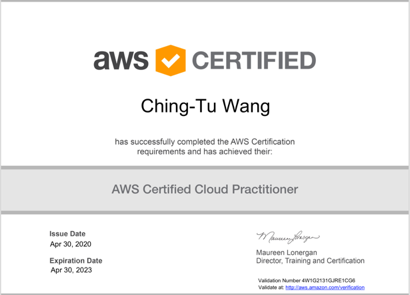 aws CERTIFIED
Ching-Tu Wang
has successfully completed the AWS Certification
requirements and has achieved their:
AWS Certified Cloud Practitioner
Issue Date
Apr 30, 2020
Expiration Date
Apr 30, 2023
Maureen Lonergan
Maureen Lonergan
Director, Training and Certification
Validation Number 4W1G2131GJRE1CG6
Validate at: http://aws.amazon.com/verification